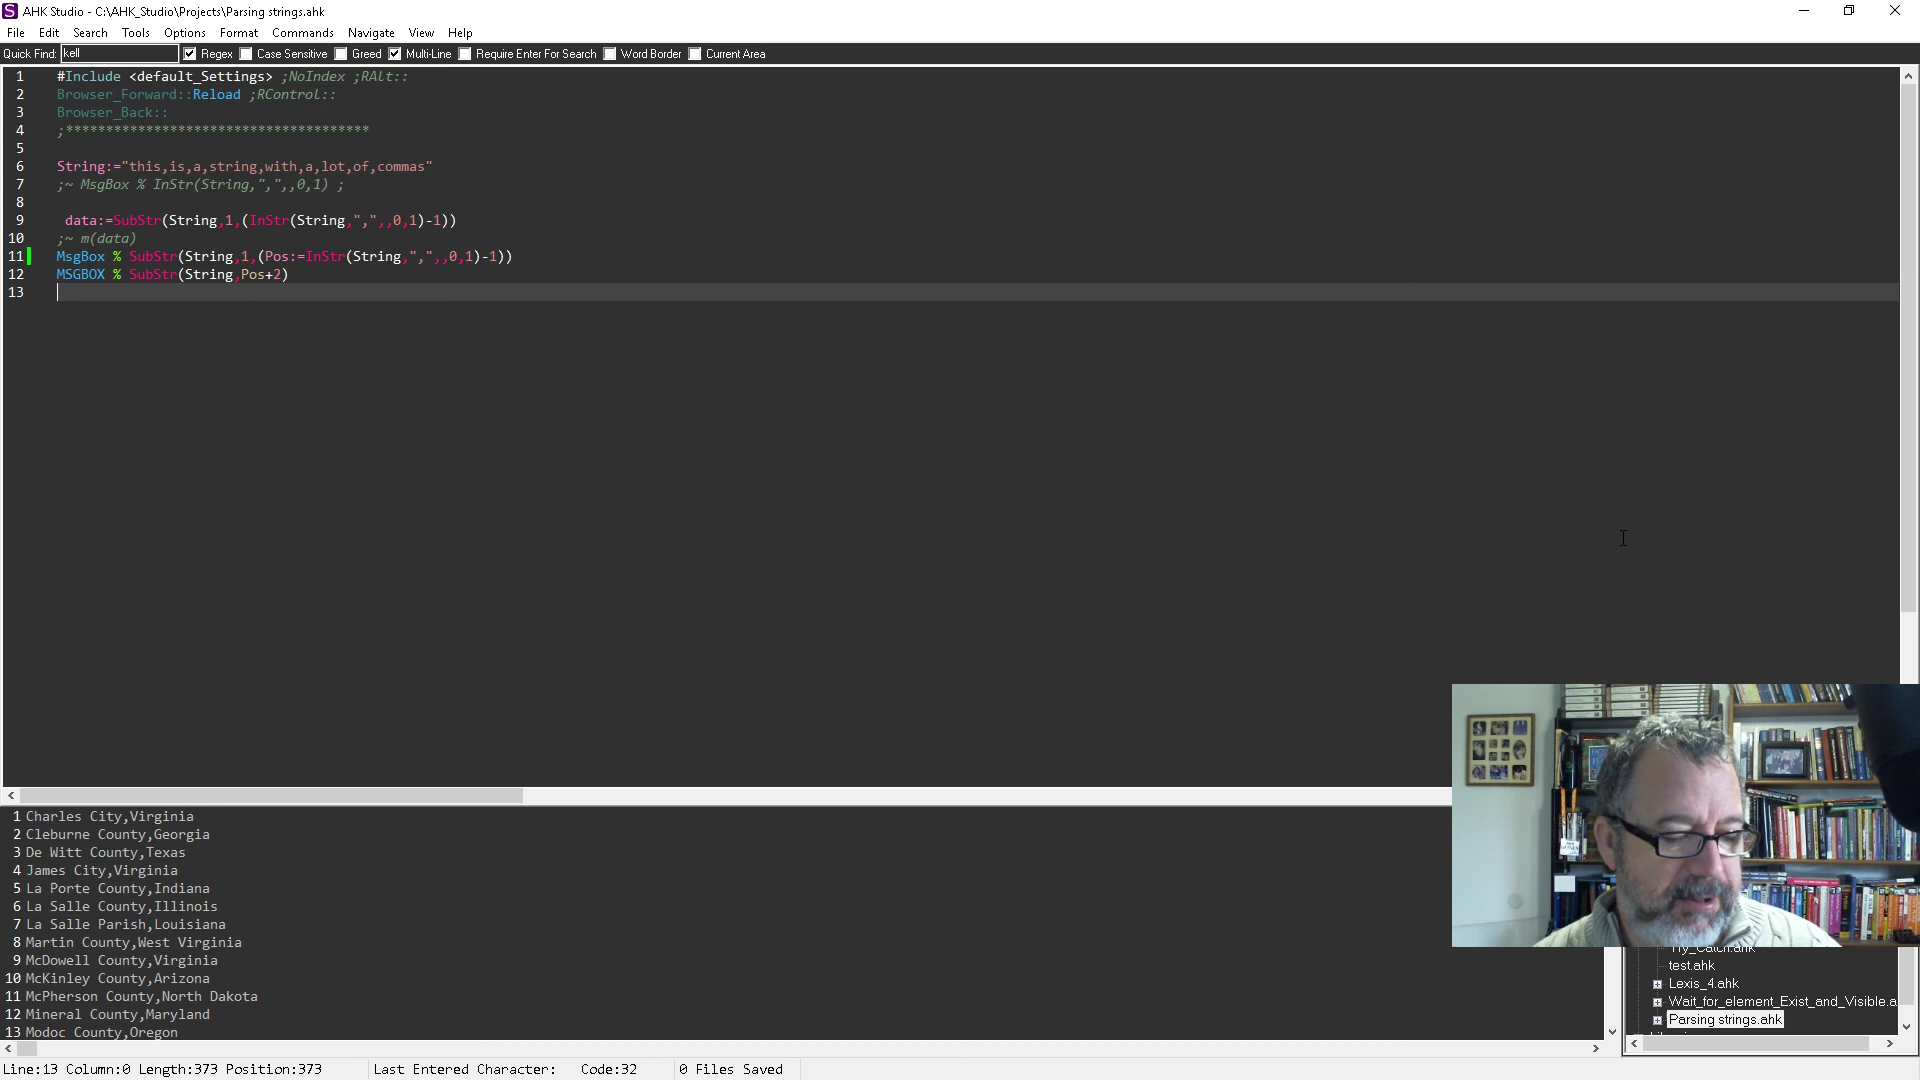 AHK Studio - C:\AHK_Studio\Projects\Parsing strings.ahk
File Edit Search Tools Options Format Commands Navigate View Help
Quick Find: kell Regex Case Sensitive Greed Multi-Line Require Enter For Search Word Border Current Area
1 #Include <default_Settings> ;NoIndex ;RAlt::
2 Browser_Forward::Reload ;RControl::
3 Browser_Back::
4 ;**************************************
5
6 String:="this,is,a,string,with,a,lot,of,commas"
7 ;~ MsgBox % InStr(String,",",,0,1) ;
8
9 data:=SubStr(String,1,(InStr(String,",",,0,1)-1))
10 ;~ m(data)
11 MsgBox % SubStr(String,1,(Pos:=InStr(String,",",,0,1)-1))
12 MSGBOX % SubStr(String,Pos+2)
13
1 Charles City,Virginia
2 Cleburne County,Georgia
3 De Witt County,Texas
4 James City,Virginia
5 La Porte County,Indiana
6 La Salle County,Illinois
7 La Salle Parish,Louisiana
8 Martin County,West Virginia
9 McDowell County,Virginia
10 McKinley County,Arizona
11 McPherson County,North Dakota
12 Mineral County,Maryland
13 Modoc County,Oregon
Try_Catch.ahk
test.ahk
Lexis_4.ahk
Wait_for_element_Exist_and_Visible.a
Parsing strings.ahk
Line:13 Column:0 Length:373 Position:373 Last Entered Character: Code:32 0 Files Saved